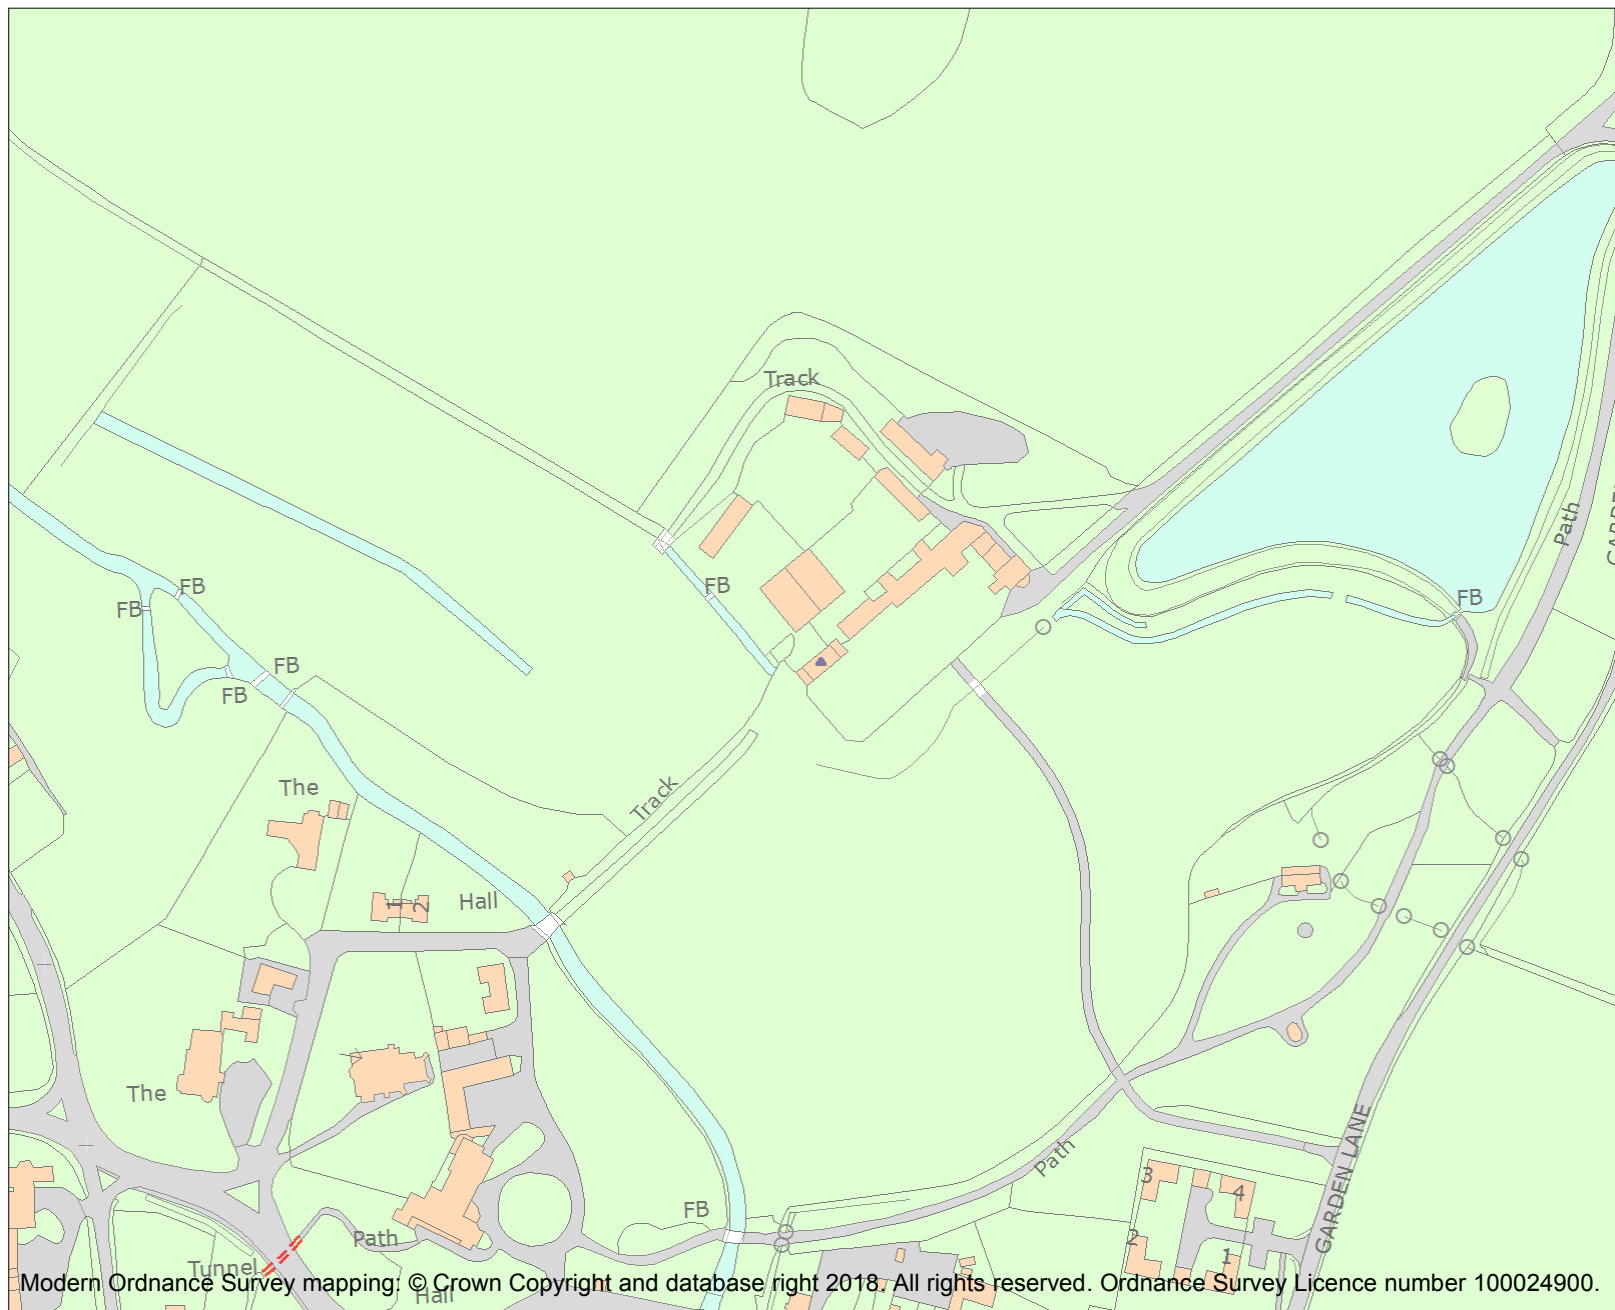 Track
Path
FB
FB
FB
FB
FB
FB
The
Track
1
2
Hall
The
Path
GARDEN LANE
3
4
FB
2
1
Path
Tunnel
Modern Ordnance Survey mapping: © Crown Copyright and database right 2018. All rights reserved. Ordnance Survey Licence number 100024900.
Hall